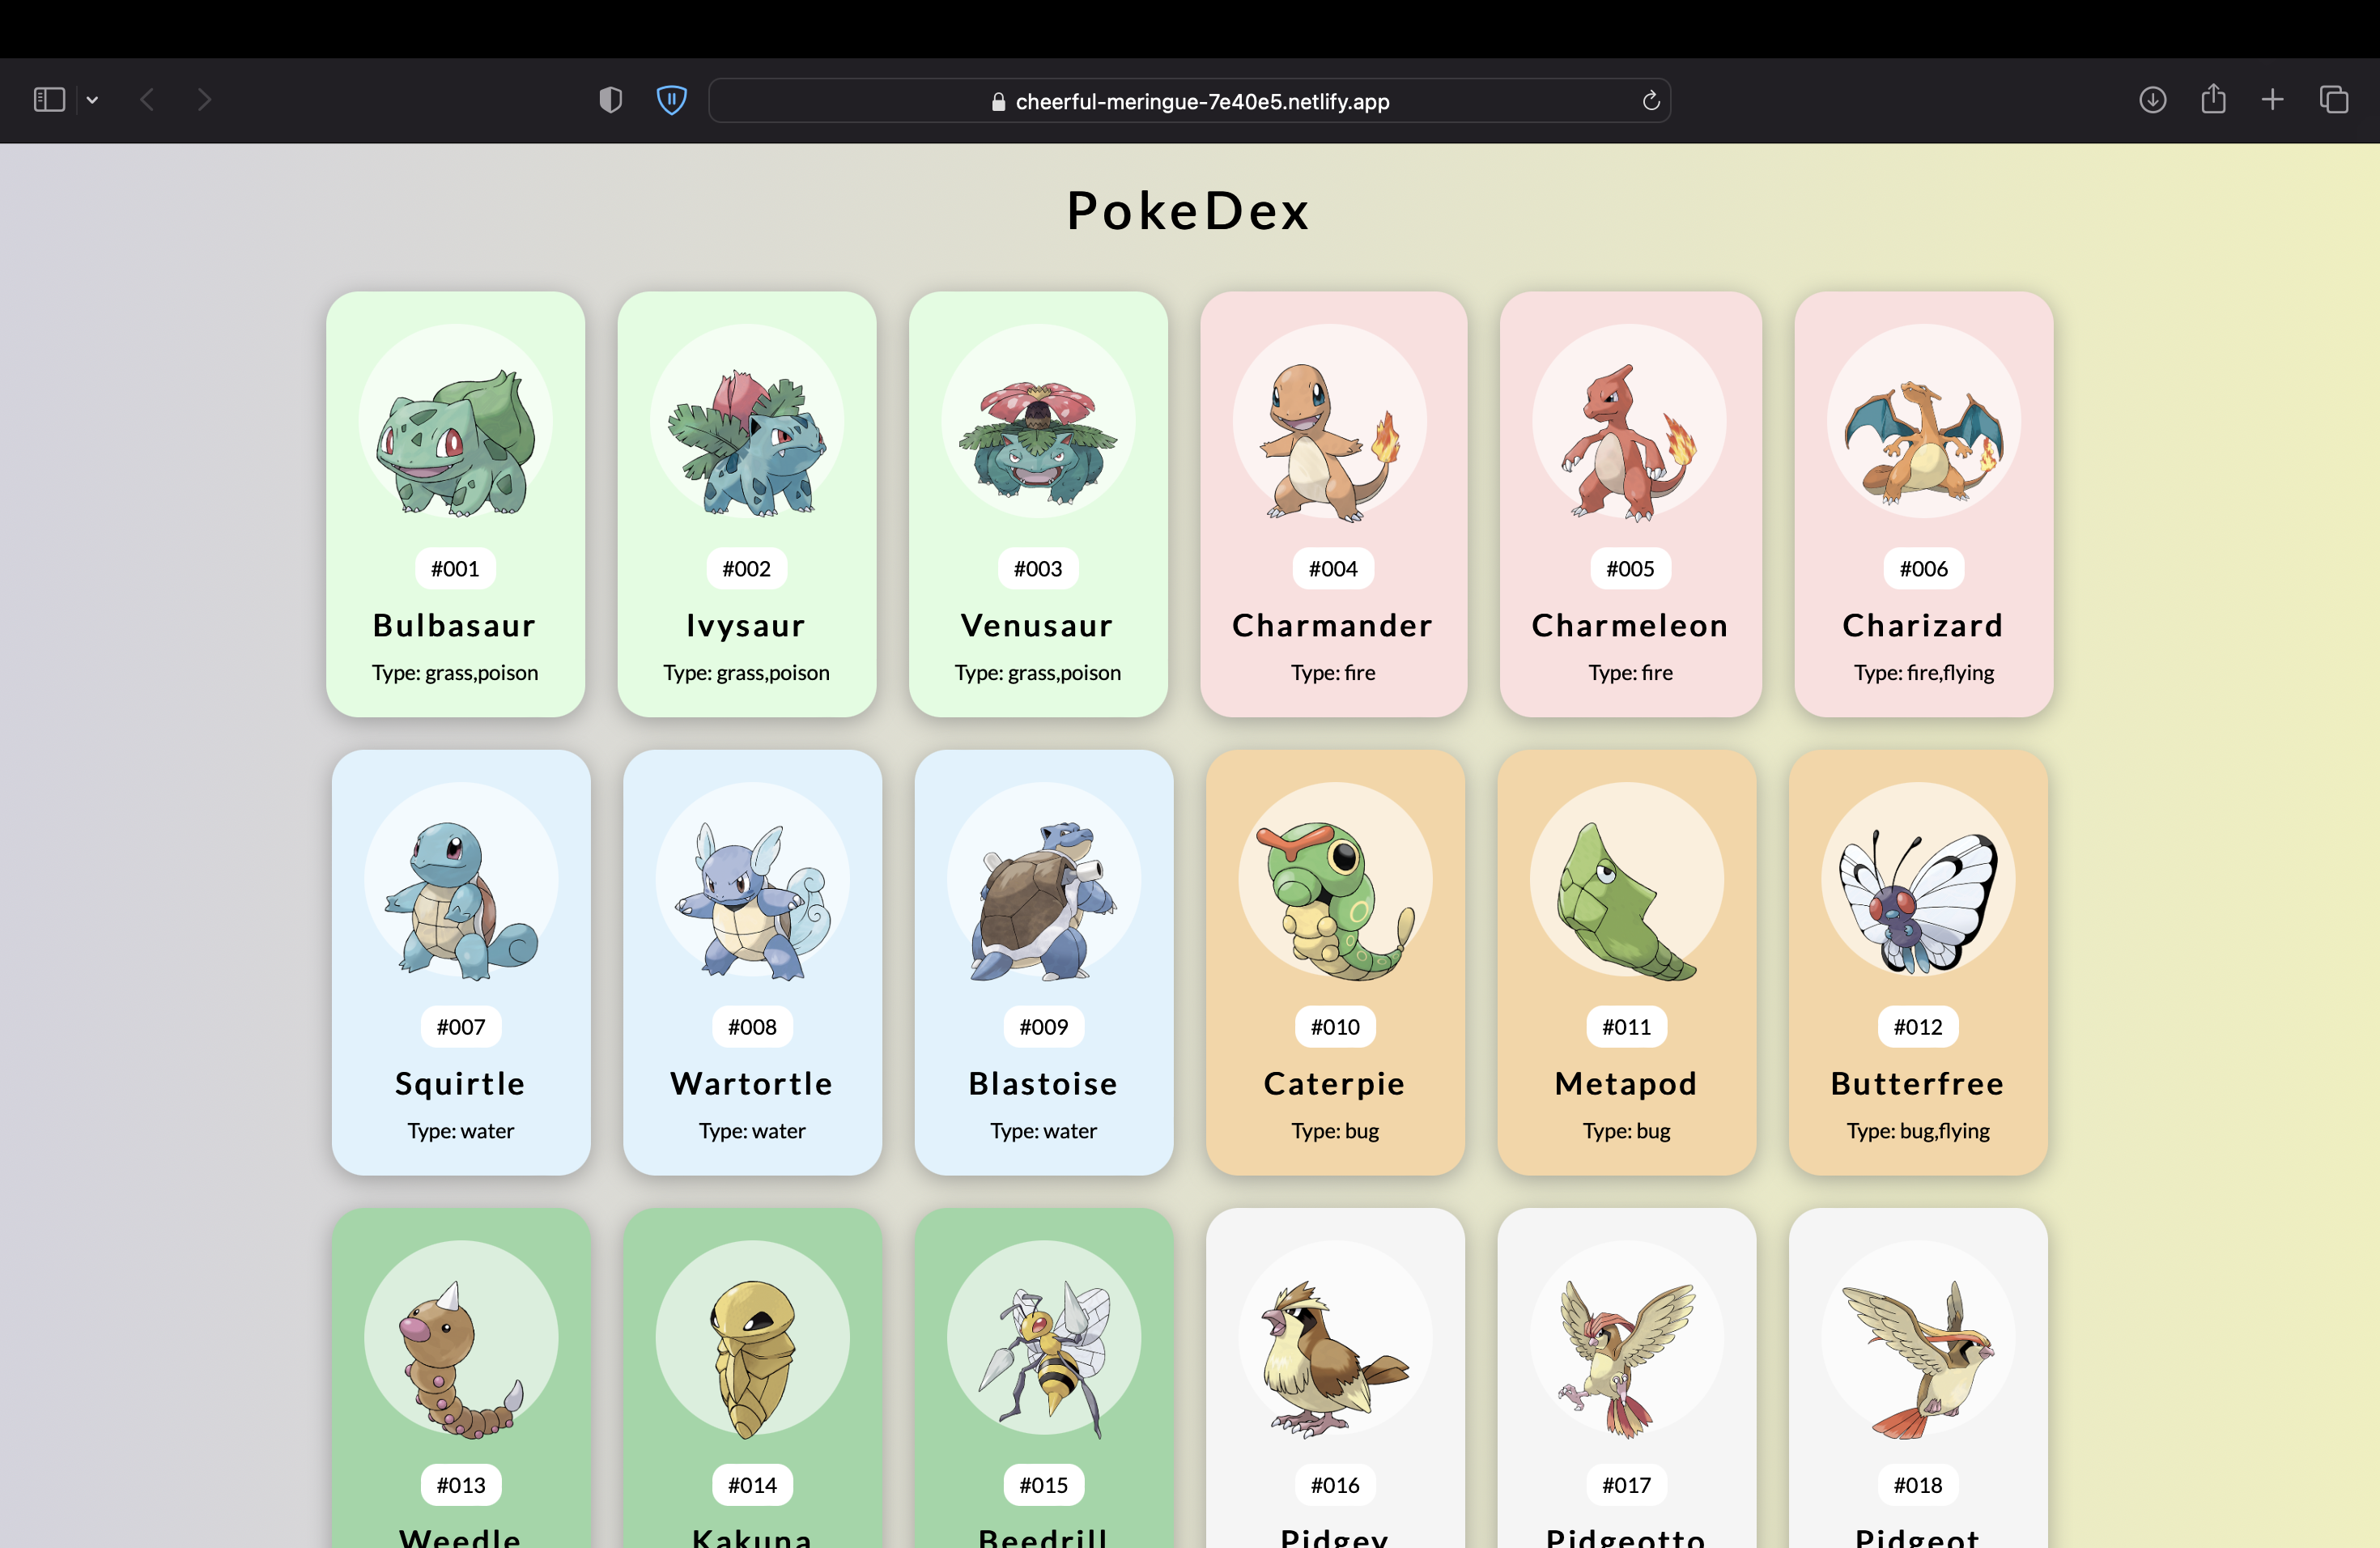 cheerful-meringue-7e40e5.netlify.app
PokeDex
#001
Bulbasaur
Type: grass,poison
#002
Ivysaur
Type: grass,poison
#003
Venusaur
Type: grass,poison
#004
Charmander
Type: fire
#005
Charmeleon
Type: fire
#006
Charizard
Type: fire,flying
#007
Squirtle
Type: water
#008
Wartortle
Type: water
#009
Blastoise
Type: water
#010
Caterpie
Type: bug
#011
Metapod
Type: bug
#012
Butterfree
Type: bug,flying
#013
Weedle
#014
Kakuna
#015
Beedrill
#016
Pidgey
#017
Pidgeotto
#018
Pidgeot